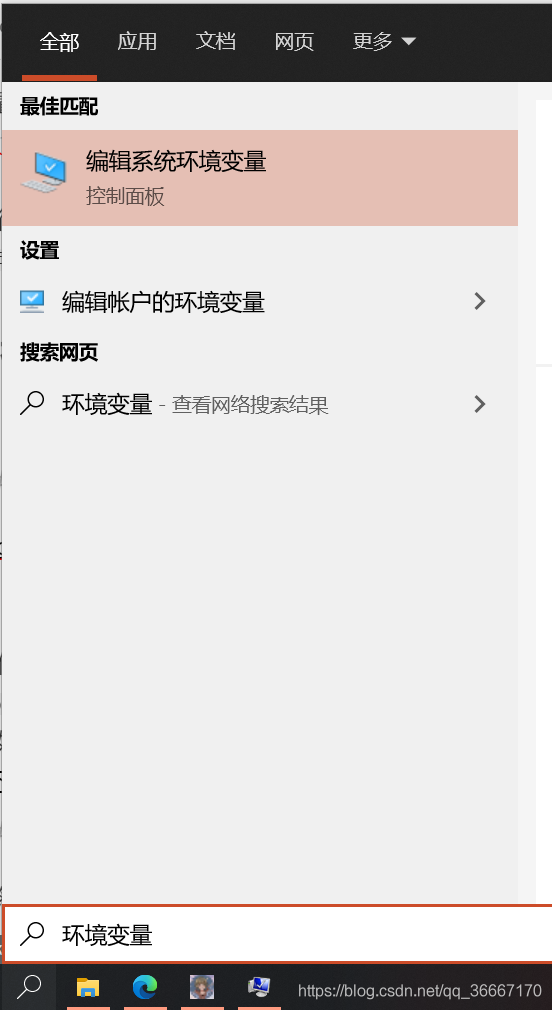 全部 应用 文档 网页 更多
最佳匹配
编辑系统环境变量
控制面板
设置
编辑帐户的环境变量
搜索网页
环境变量 - 查看网络搜索结果
环境变量
https://blog.csdn.net/qq_36667170